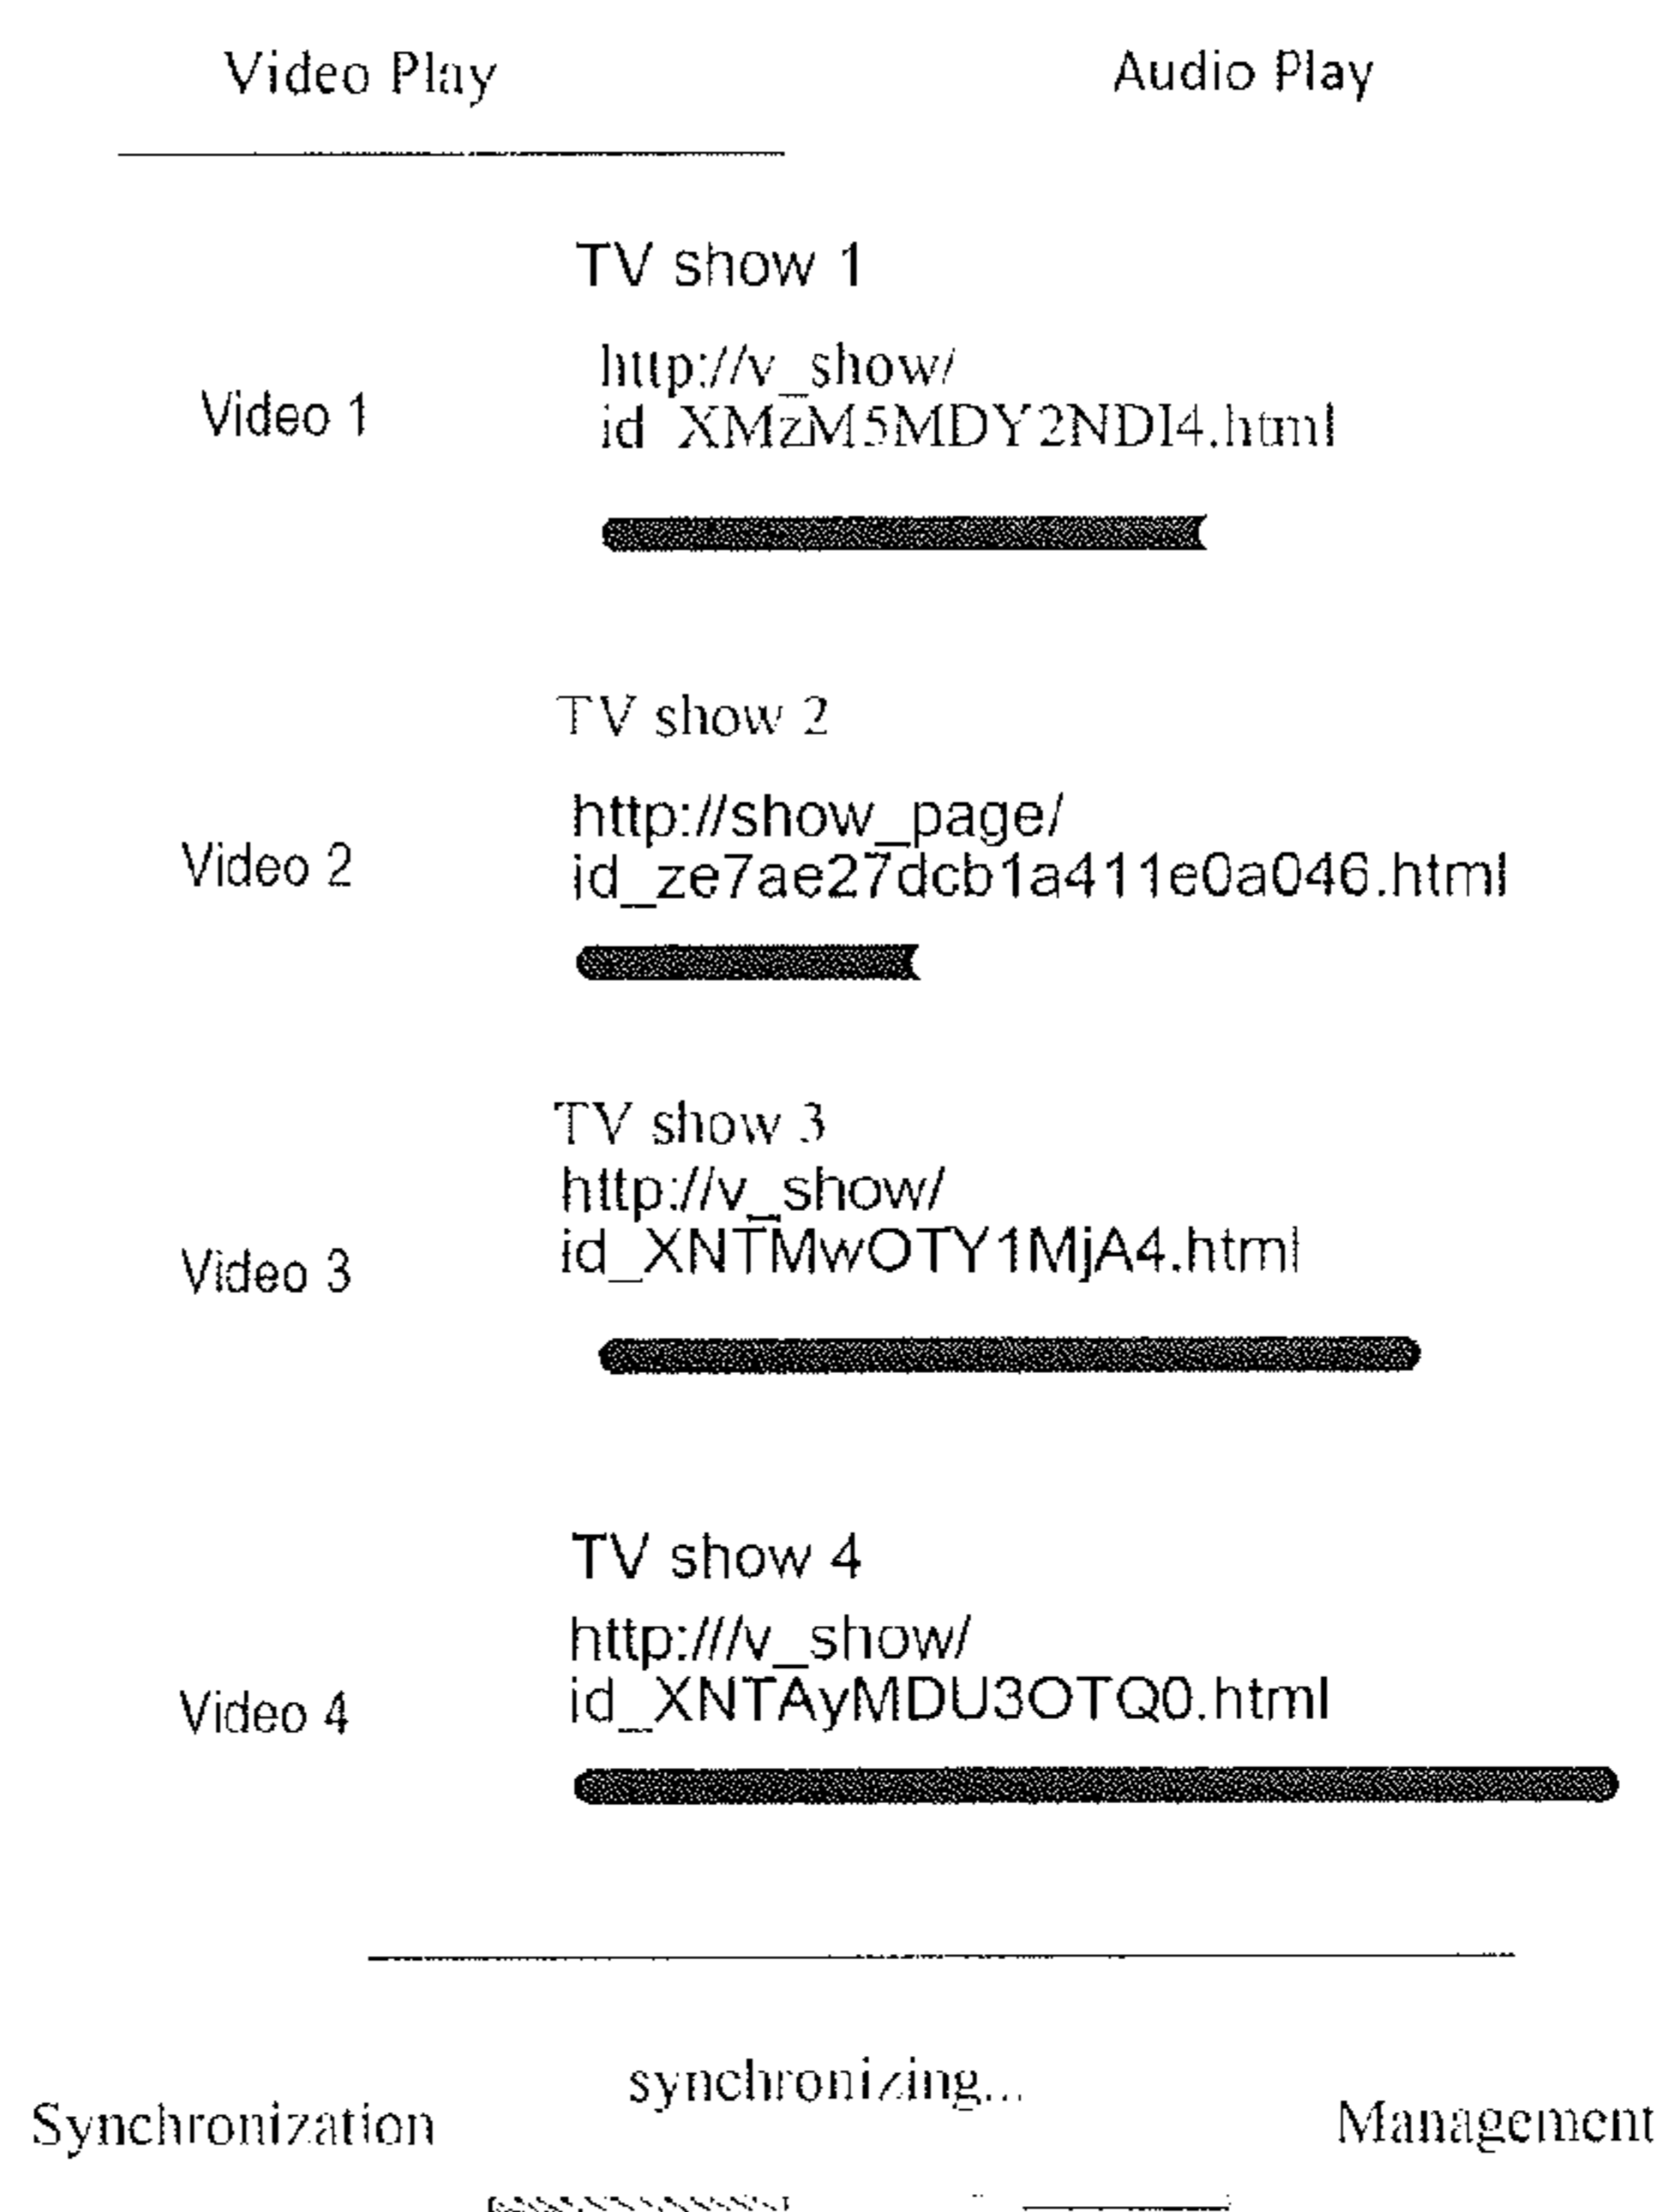 Video Play
Audio Play
TV show 1
http://v_show/
Video 1
id_XMzM5MDY2NDI4.html
TV show 2
http://show_page/
Video 2
id_ze7ae27dcb1a411e0a046.html
TV show 3
http://v_show/
id_XNTMwOTY1MjA4.html
Video 3
TV show 4
http:///v_show/
id_XNTAyMDU3OTQ0.html
Video 4
synchronizing...
Synchronization
Management